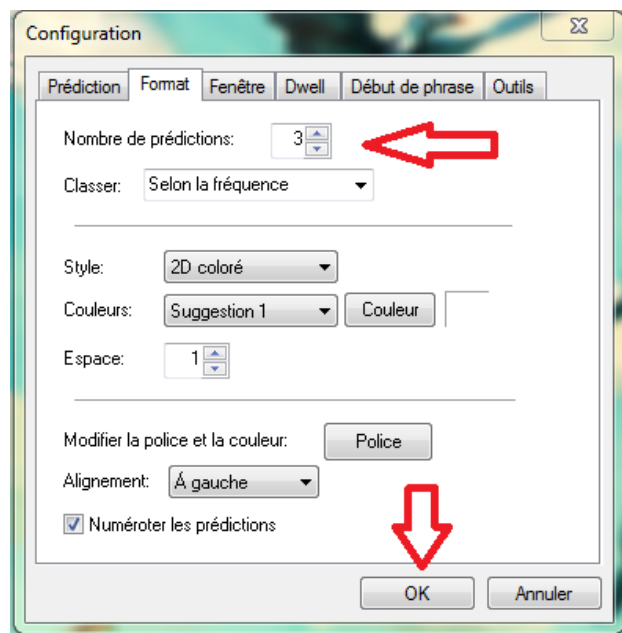 Configuration
Prédiction Format Fenêtre Dwell Début de phrase Outils
Nombre de prédictions: 3
Classer: Selon la fréquence
Style: 2D coloré
Couleurs: Suggestion 1 Couleur
Espace: 1
Modifier la police et la couleur: Police
Alignement: Á gauche
Numéroter les prédictions
OK Annuler